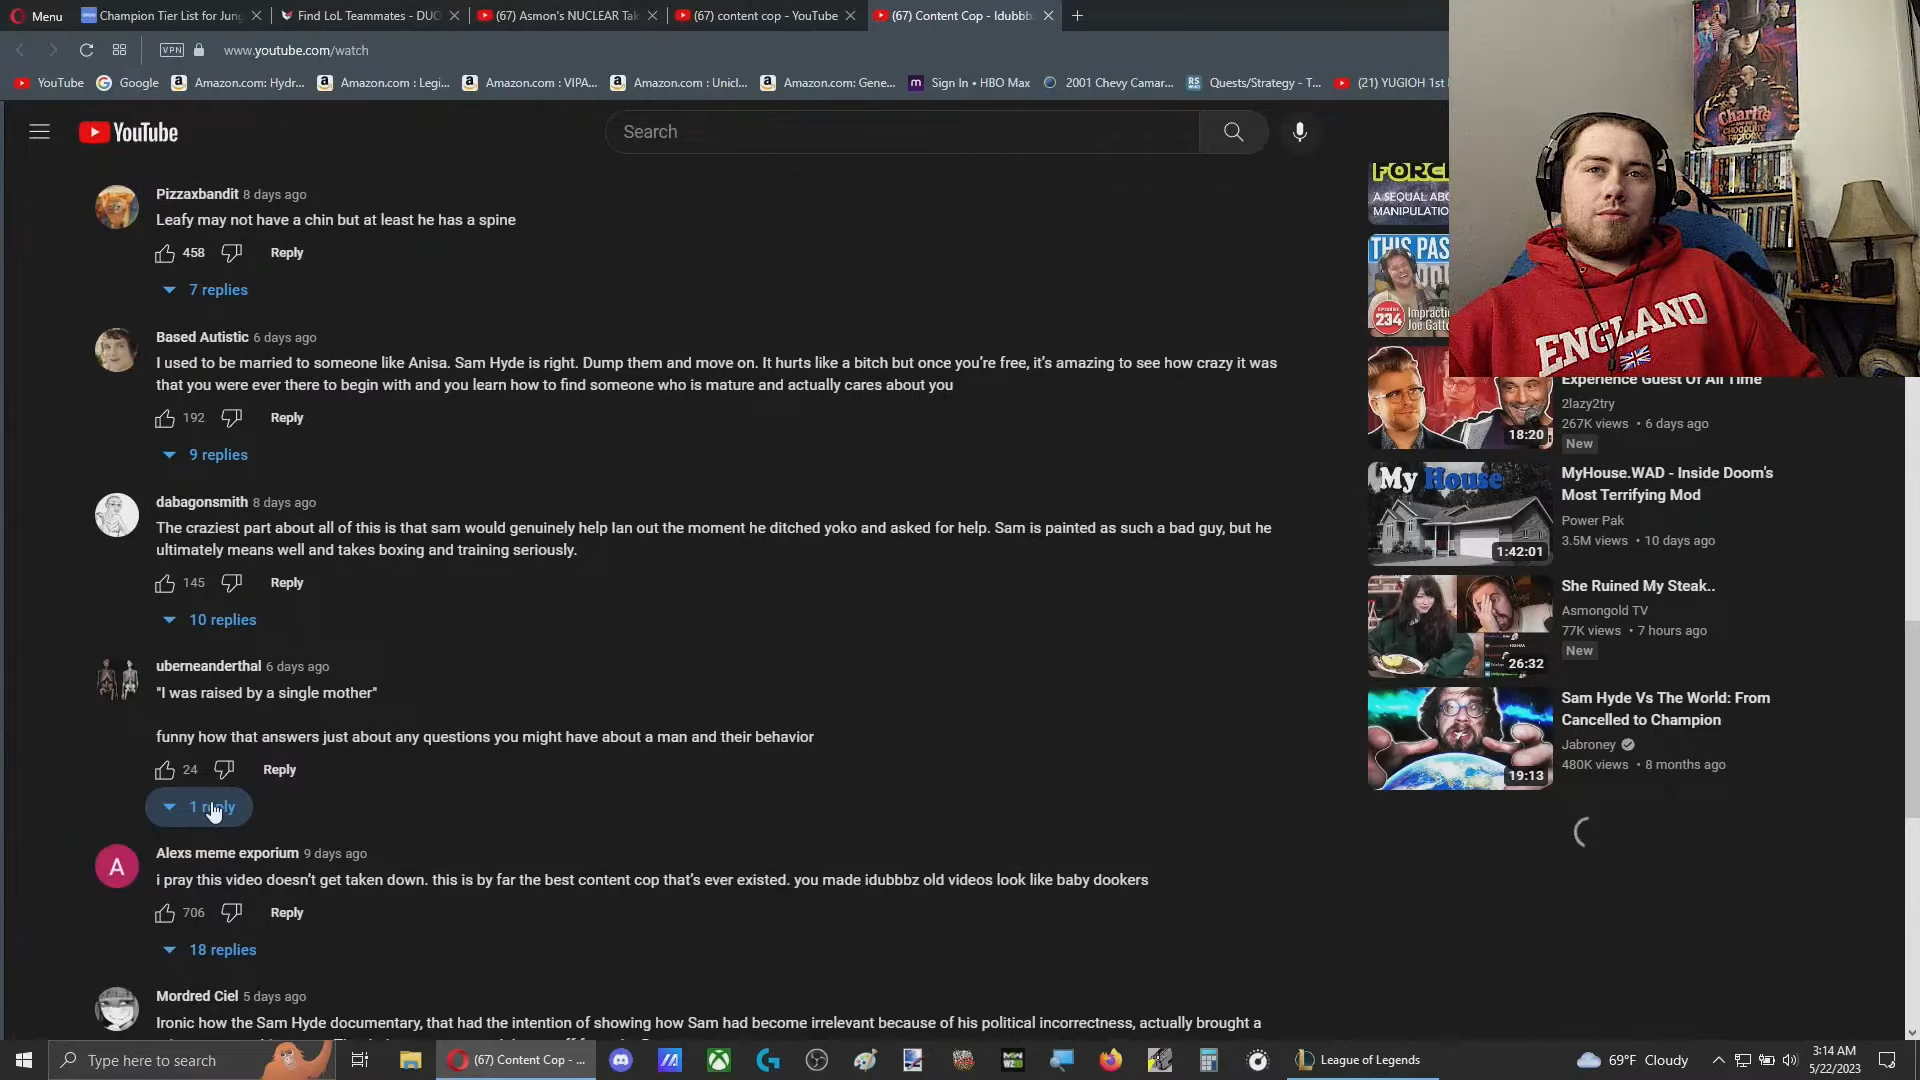 Menu
Champion Tier List for Jung
Find LoL Teammates - DUO
(67) Asmon's NUCLEAR Tak
(67) content cop - YouTube
(67) Content Cop - Idubbb
VPN
www.youtube.com/watch
YouTube
Google
Amazon.com: Hydr...
Amazon.com : Legi...
Amazon.com : VIPA...
Amazon.com : Unicl...
Amazon.com: Gene...
Sign In • HBO Max
2001 Chevy Camar...
Quests/Strategy - T...
(21) YUGIOH 1st
YouTube
Search
Pizzaxbandit 8 days ago
Leafy may not have a chin but at least he has a spine
458
Reply
7 replies
Based Autistic 6 days ago
I used to be married to someone like Anisa. Sam Hyde is right. Dump them and move on. It hurts like a bitch but once you're free, it's amazing to see how crazy it was
that you were ever there to begin with and you learn how to find someone who is mature and actually cares about you
192
Reply
9 replies
dabagonsmith 8 days ago
The craziest part about all of this is that sam would genuinely help Ian out the moment he ditched yoko and asked for help. Sam is painted as such a bad guy, but he
ultimately means well and takes boxing and training seriously.
145
Reply
10 replies
uberneanderthal 6 days ago
"I was raised by a single mother"
funny how that answers just about any questions you might have about a man and their behavior
24
Reply
1 reply
A
Alexs meme exporium 9 days ago
i pray this video doesn't get taken down. this is by far the best content cop that's ever existed. you made idubbbz old videos look like baby dookers
706
Reply
18 replies
Mordred Ciel 5 days ago
Ironic how the Sam Hyde documentary, that had the intention of showing how Sam had become irrelevant because of his political incorrectness, actually brought a
FORC
A SEQUAL ABO
MANIPULATIO
THIS PAS
EPISODE
234
Impracti
Joe Gatt
Experience Guest Of All Time
2lazy2try
267K views • 6 days ago
New
18:20
My House
1:42:01
MyHouse.WAD - Inside Doom's
Most Terrifying Mod
Power Pak
3.5M views • 10 days ago
26:32
She Ruined My Steak..
Asmongold TV
77K views • 7 hours ago
New
19:13
Sam Hyde Vs The World: From
Cancelled to Champion
Jabroney
480K views • 8 months ago
Charlie
and the
CHOCOLATE
FACTORY
ENGLAND
Type here to search
(67) Content Cop - ...
League of Legends
69°F Cloudy
3:14 AM
5/22/2023